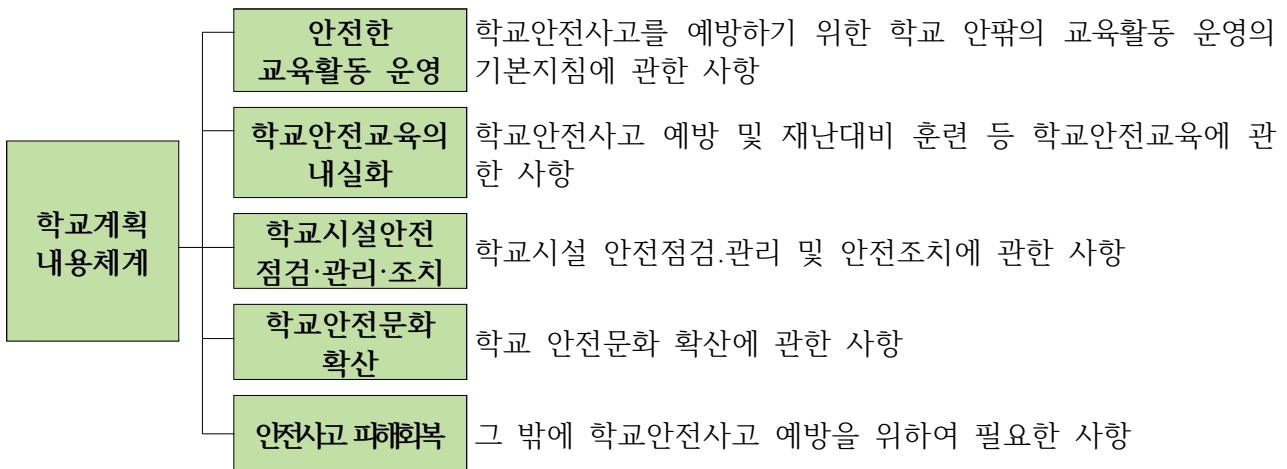 안전한
교육활동 운영
학교안전사고를 예방하기 위한 학교 안팎의 교육활동 운영의
기본지침에 관한 사항
학교안전교육의
내실화
학교안전사고 예방 및 재난대비 훈련 등 학교안전교육에 관
한 사항
학교계획
내용체계
학교시설안전
점검·관리·조치
학교시설 안전점검.관리 및 안전조치에 관한 사항
학교안전문화
확산
학교 안전문화 확산에 관한 사항
안전사고 피해회복
그 밖에 학교안전사고 예방을 위하여 필요한 사항